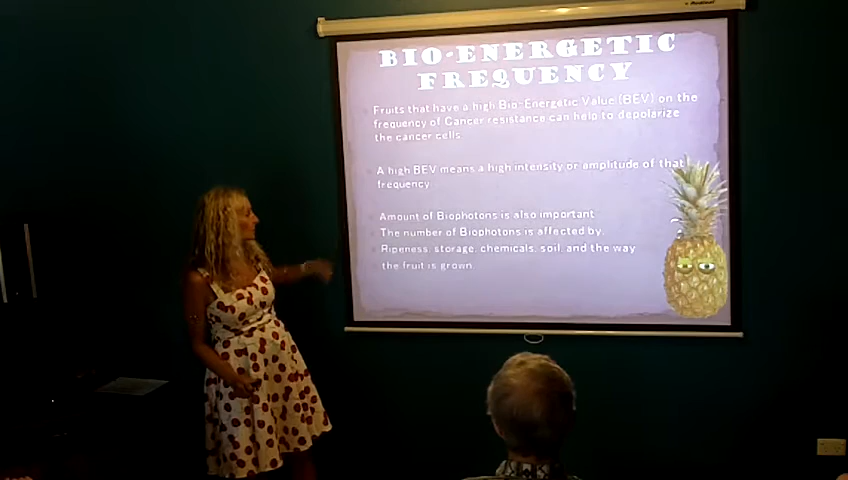 BIO-ENERGETIC
FREQUENCY
Fruits that have a high Bio-Energetic Value (BEV) on the
frequency of Cancer resistance can help to depolarize
the cancer cells.
A high BEV means a high intensity or amplitude of that
frequency.
Amount of Biophotons is also important
The number of Biophotons is affected by:
Ripeness, storage, chemicals, soil, and the way
the fruit is grown.